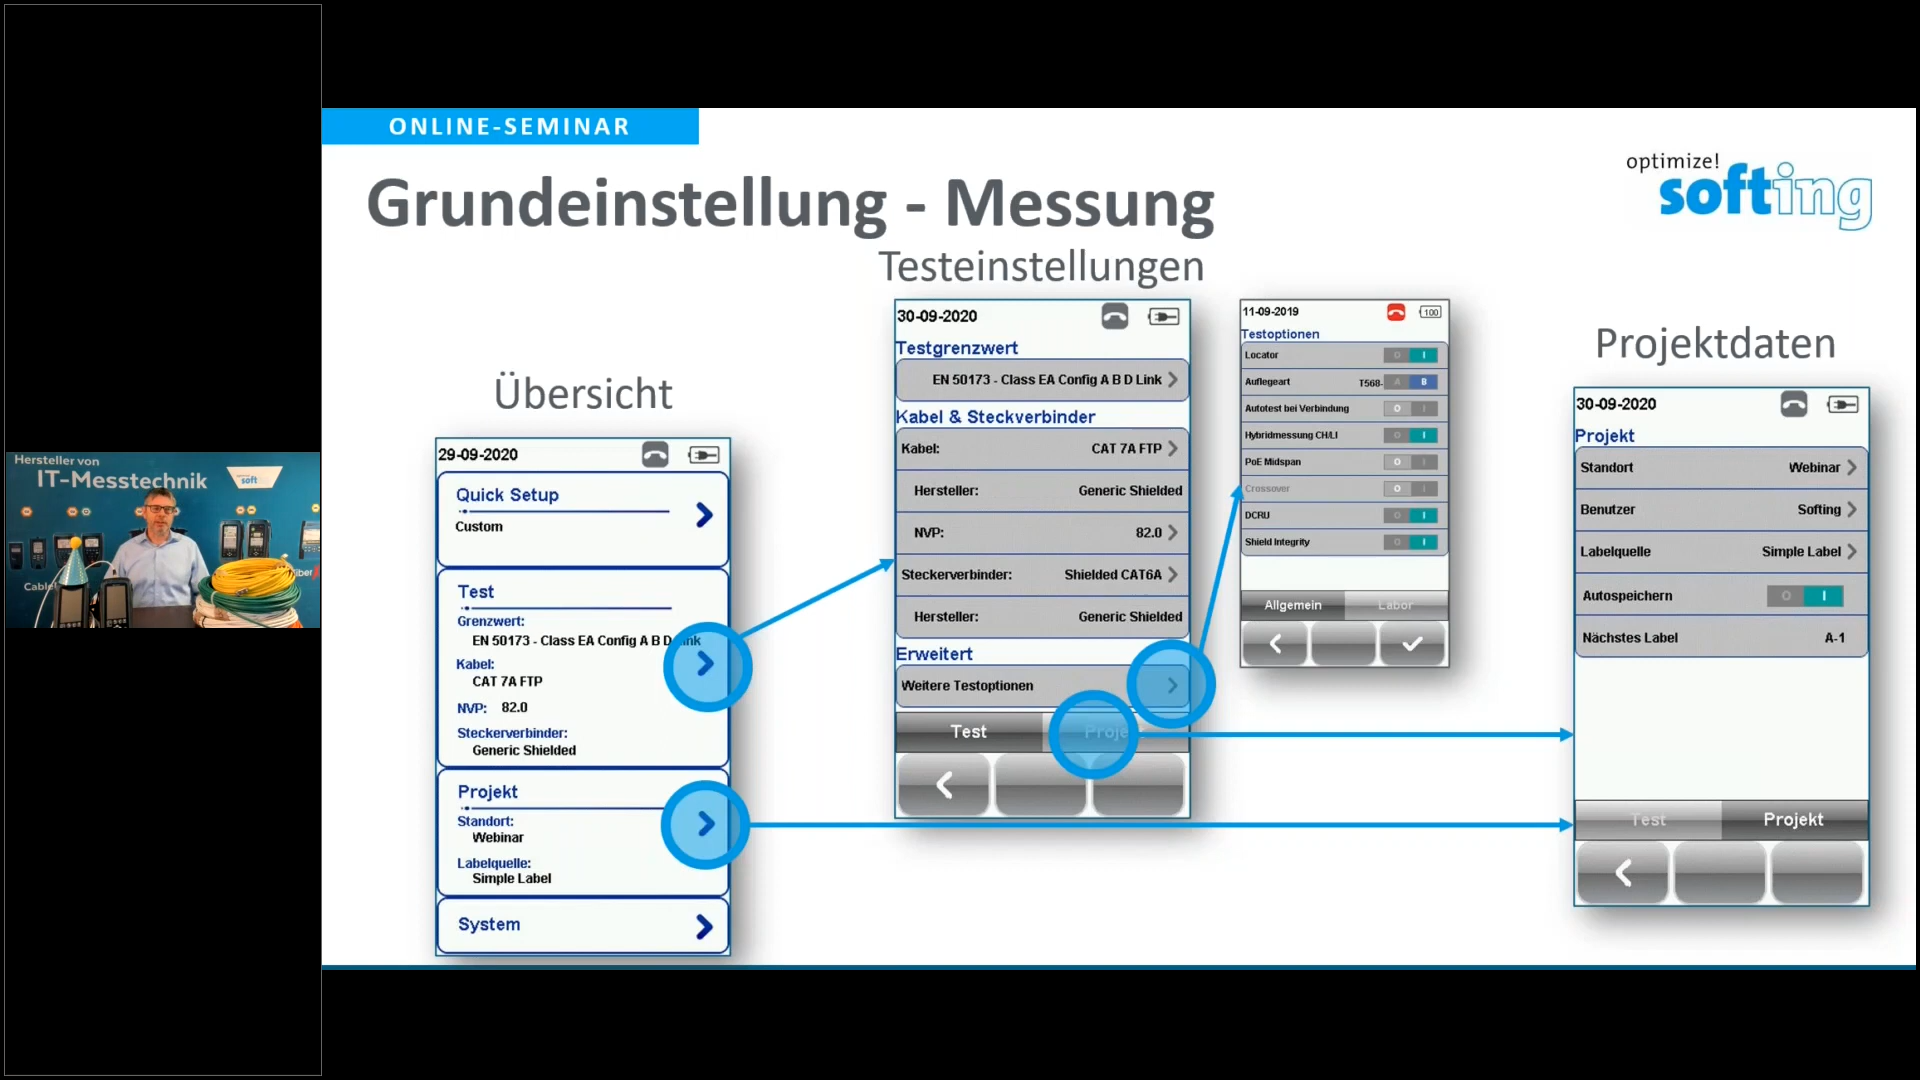 ONLINE-SEMINAR
optimize!
softing
Grundeinstellung - Messung
Testeinstellungen
Übersicht
Projektdaten
Hersteller von
IT-Messtechnik
soft
Cable
29-09-2020
Quick Setup
Custom
Test
Grenzwert:
EN 50173 - Class EA Config A B D Link
Kabel:
CAT 7A FTP
NVP: 82.0
Steckerverbinder:
Generic Shielded
Projekt
Standort:
Webinar
Labelquelle:
Simple Label
System
30-09-2020
Testgrenzwert
EN 50173 - Class EA Config A B D Link
Kabel & Steckverbinder
Kabel: CAT 7A FTP
Hersteller: Generic Shielded
NVP: 82.0
Steckerverbinder: Shielded CAT6A
Hersteller: Generic Shielded
Erweitert
Weitere Testoptionen
Test Proje
11-09-2019 100
Testoptionen
Locator O I
Auflegeart T568- A B
Autotest bei Verbindung O I
Hybridmessung CH/LI O I
PoE Midspan O I
Crossover O I
DCRU O I
Shield Integrity O I
Allgemein Labor
30-09-2020
Projekt
Standort Webinar
Benutzer Softing
Labelquelle Simple Label
Autospeichern O I
Nächstes Label A-1
Test Projekt